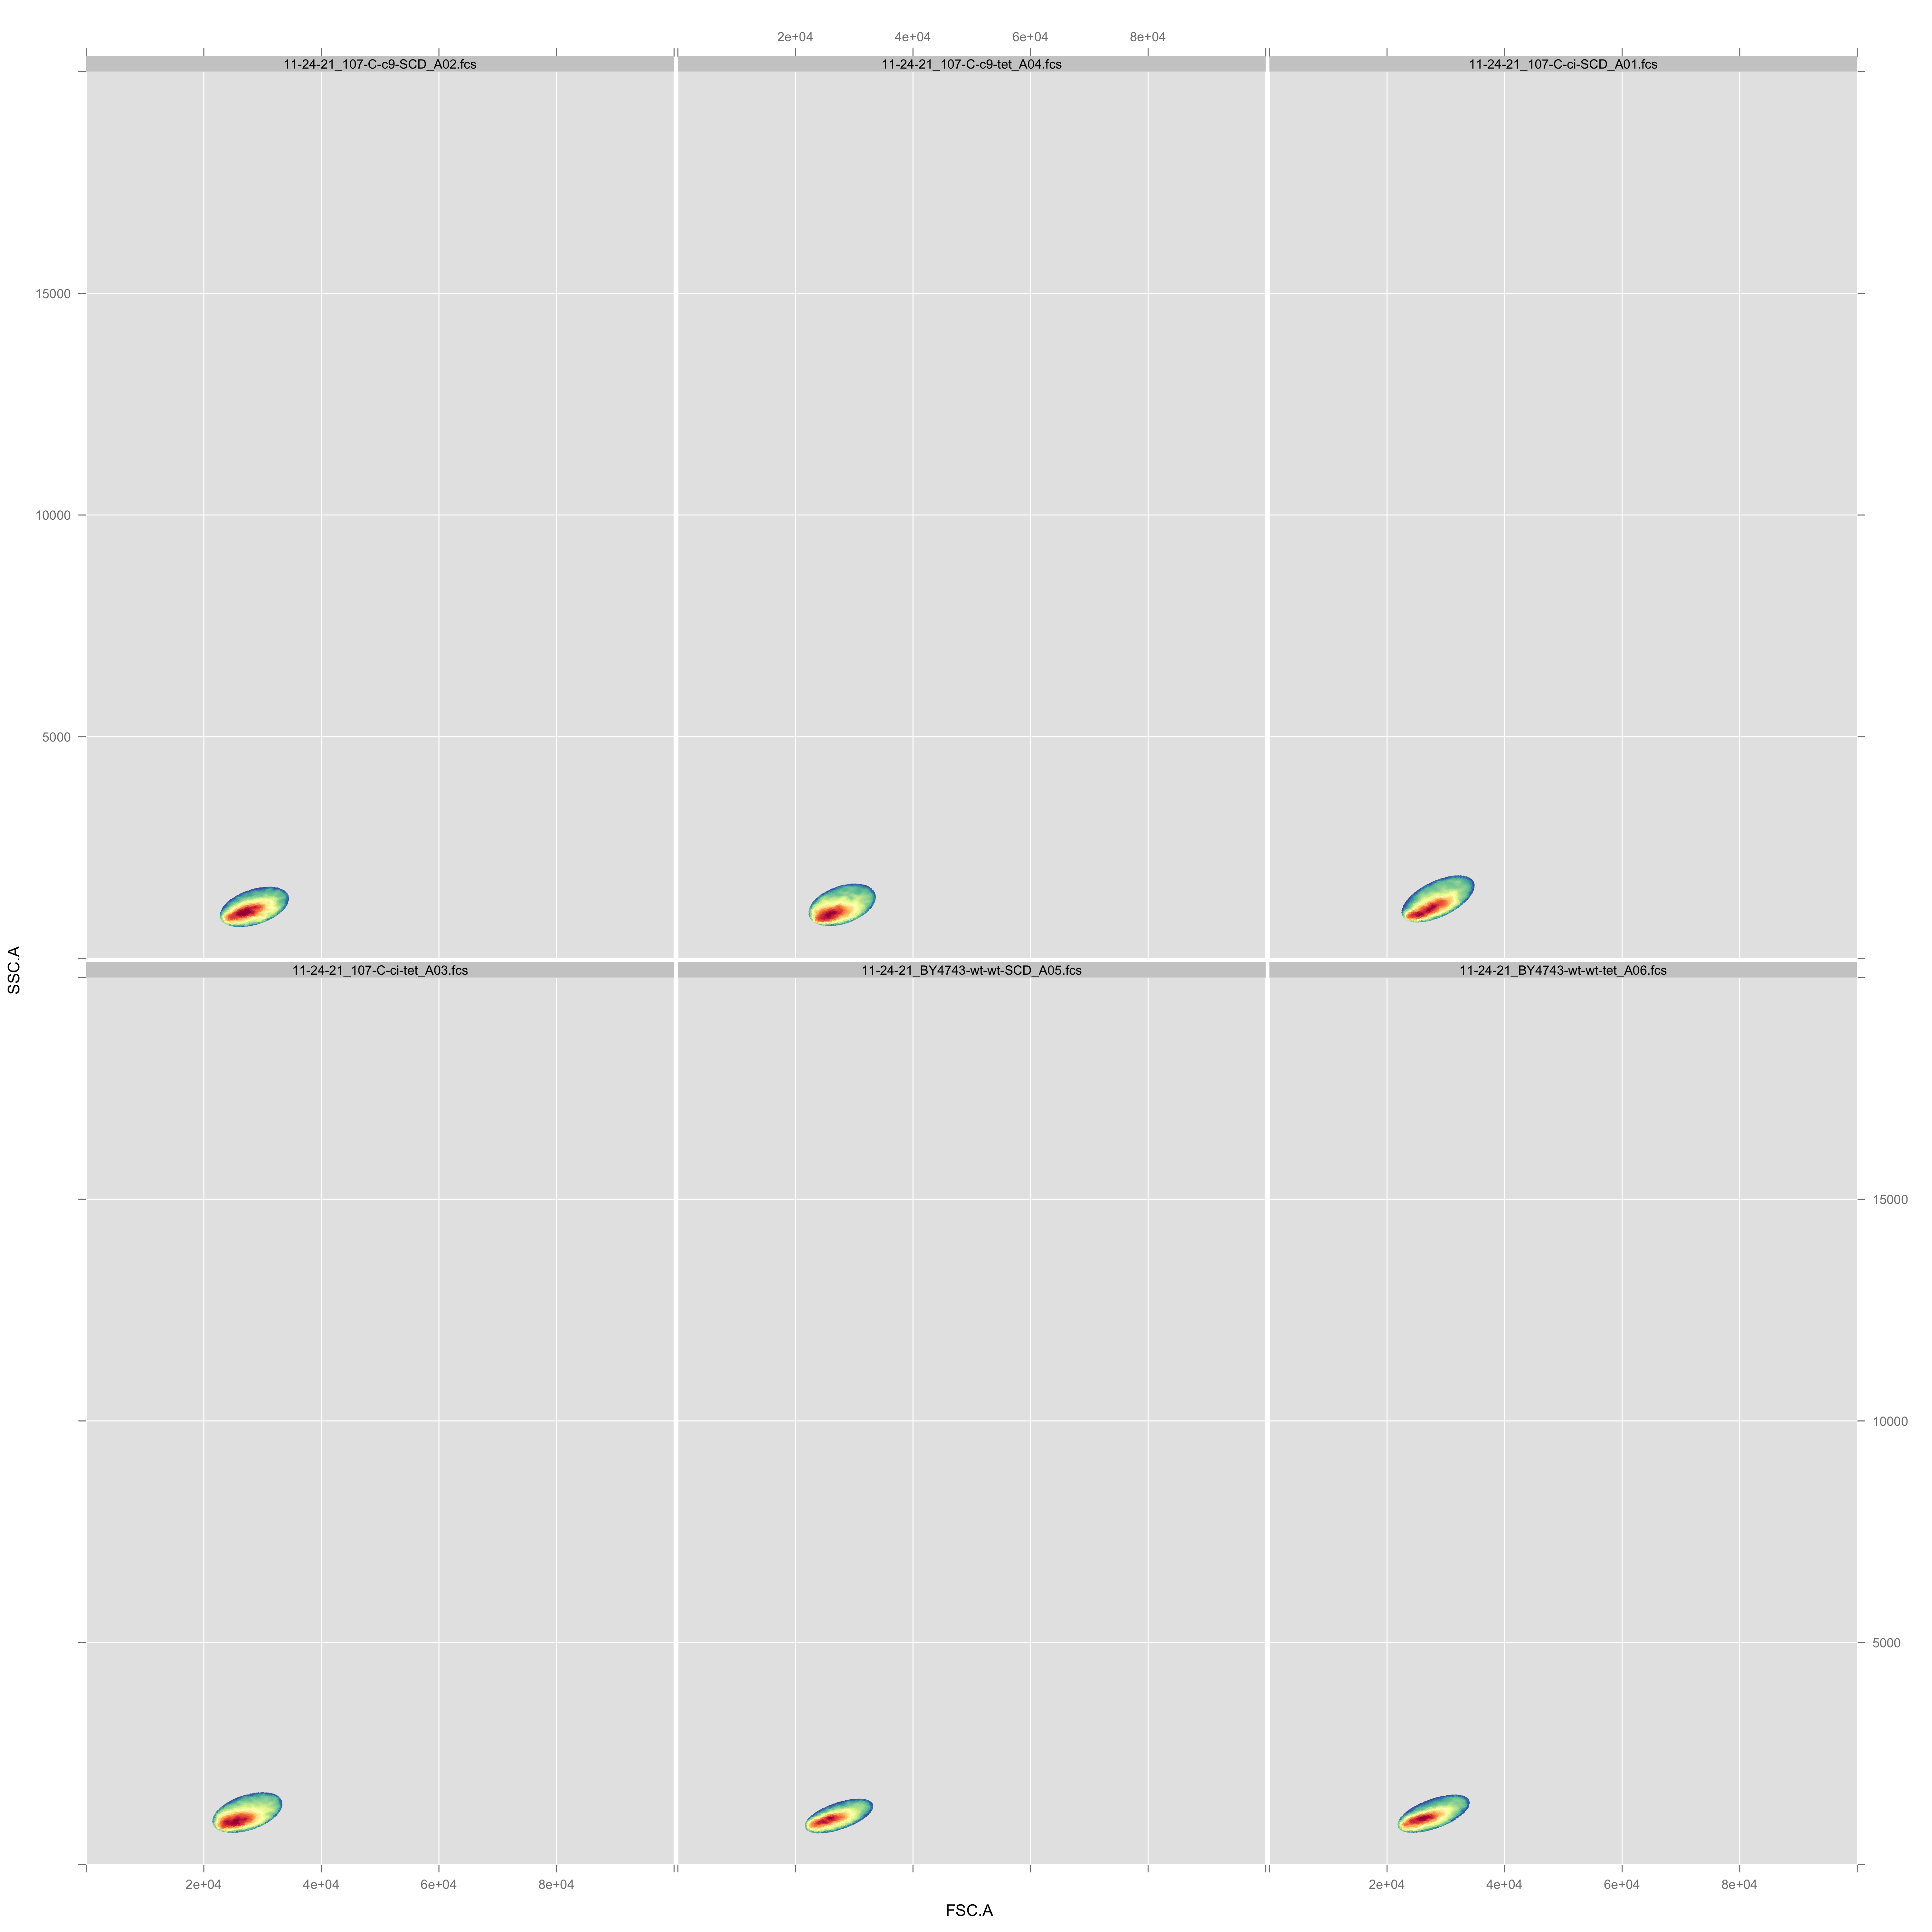 2e+04 4e+04 6e+04 8e+04
11-24-21_107-C-c9-SCD_A02.fcs 11-24-21_107-C-c9-tet_A04.fcs 11-24-21_107-C-ci-SCD_A01.fcs
15000
10000
5000
SSC.A
11-24-21_107-C-ci-tet_A03.fcs 11-24-21_BY4743-wt-wt-SCD_A05.fcs 11-24-21_BY4743-wt-wt-tet_A06.fcs
15000
10000
5000
2e+04 4e+04 6e+04 8e+04 2e+04 4e+04 6e+04 8e+04
FSC.A